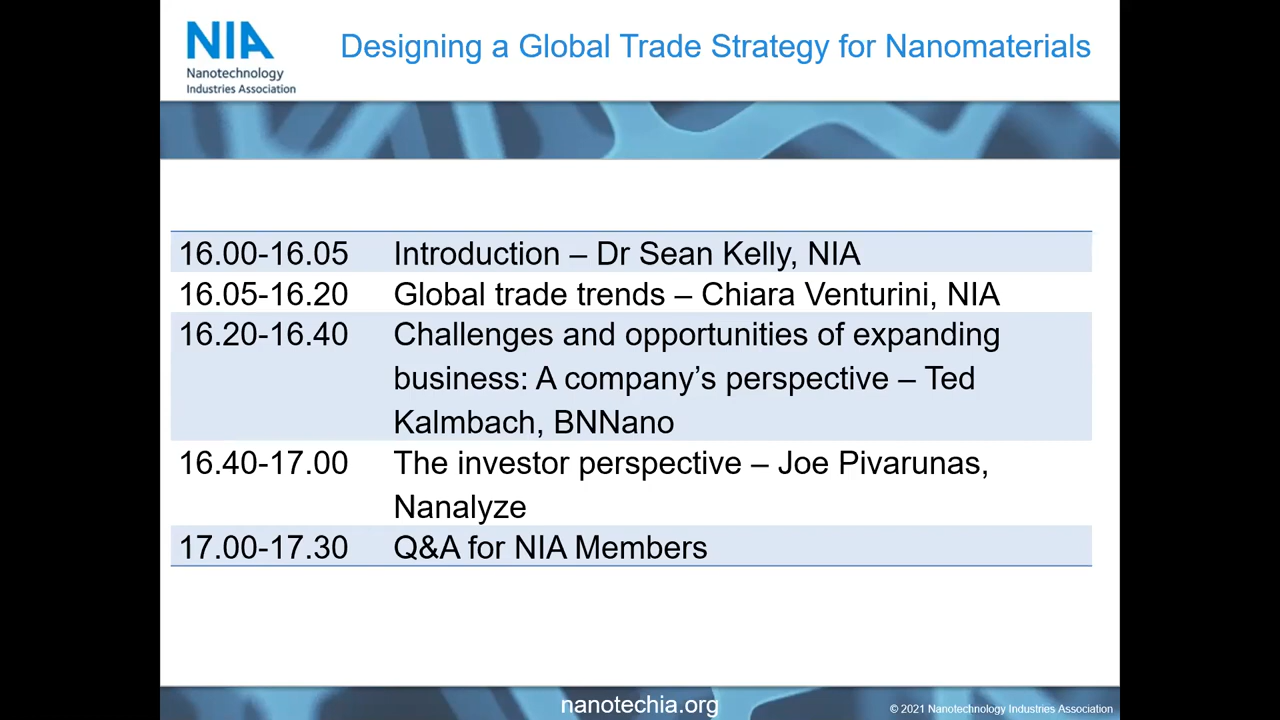 NIA
Nanotechnology
Industries Association
Designing a Global Trade Strategy for Nanomaterials
16.00-16.05 Introduction – Dr Sean Kelly, NIA
16.05-16.20 Global trade trends – Chiara Venturini, NIA
16.20-16.40 Challenges and opportunities of expanding
business: A company’s perspective – Ted
Kalmbach, BNNano
16.40-17.00 The investor perspective – Joe Pivarunas,
Nanalyze
17.00-17.30 Q&A for NIA Members
nanotechia.org
© 2021 Nanotechnology Industries Association